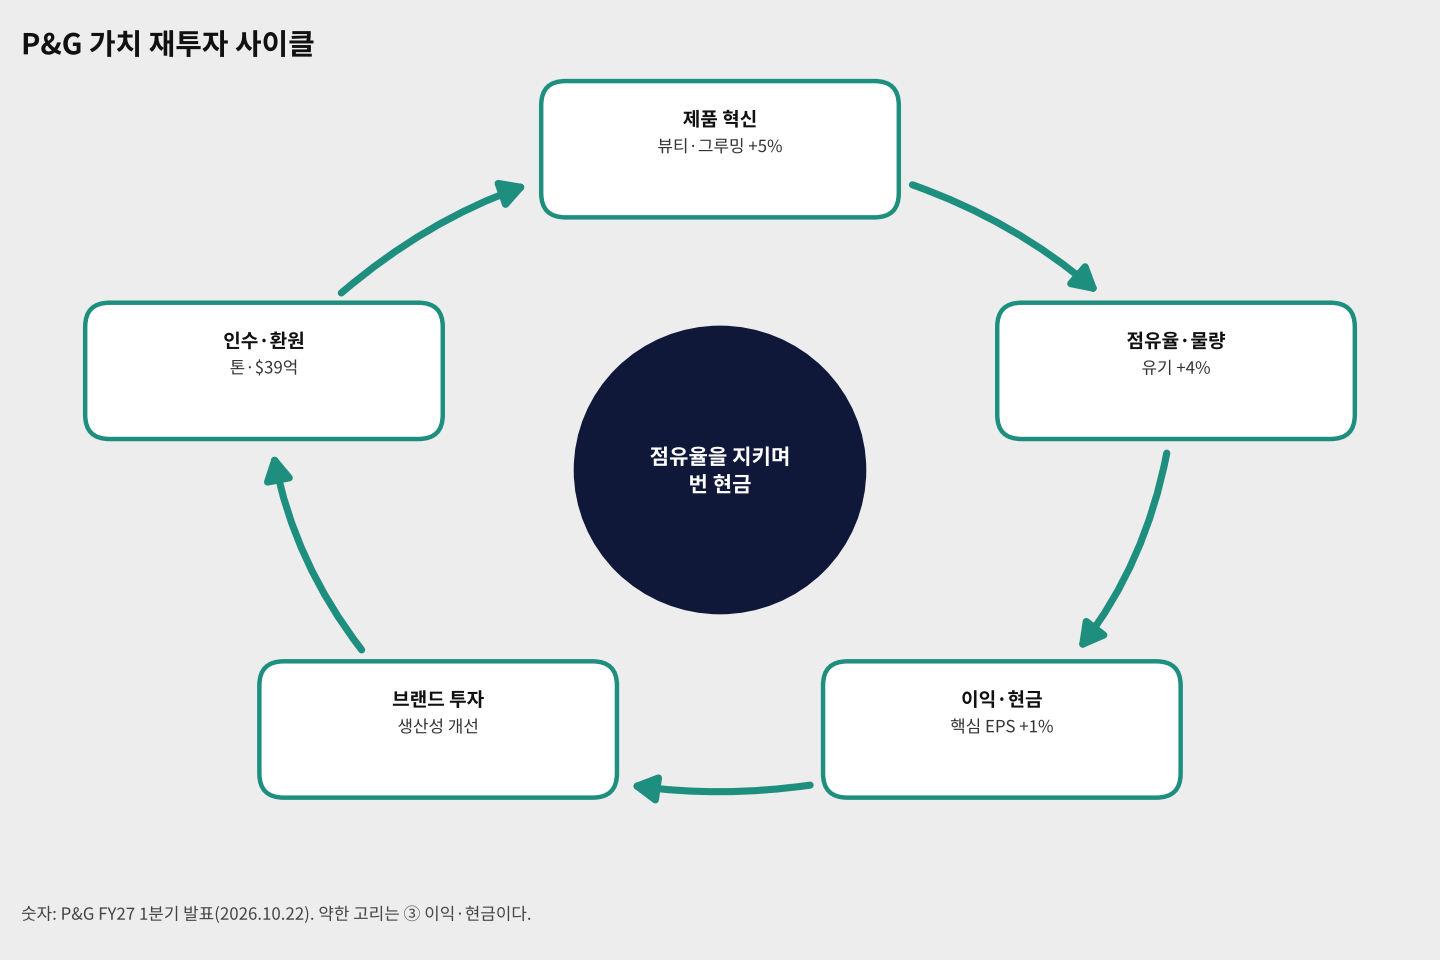 P&G 가치 재투자 사이클
제품 혁신
뷰티·그루밍 +5%
점유율·물량
유기 +4%
이익·현금
핵심 EPS +1%
브랜드 투자
생산성 개선
인수·환원
톤·$39억
점유율을 지키며
번 현금
숫자: P&G FY27 1분기 발표(2026.10.22). 약한 고리는 ③ 이익·현금이다.